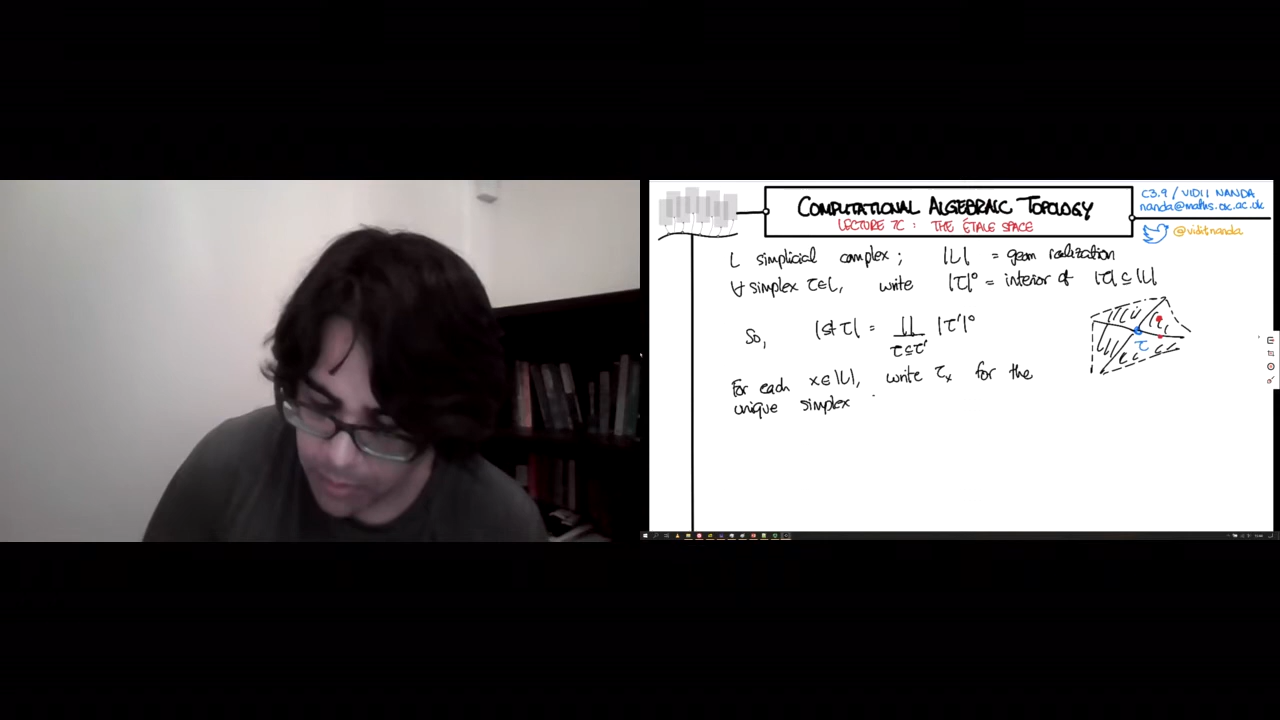 COMPUTATIONAL ALGEBRAIC TOPOLOGY
LECTURE 7C : THE ÉTALE SPACE
C3.9 / VIDIT NANDA
nanda@maths.ox.ac.uk
@viditnanda
L simplicial complex ; |L| = geom realization
∀ simplex τ∈L, write |τ|° = interior of |τ| ⊆ |L|
So, |st τ| = ∐ |τ'|°
τ⊆τ'
τ
For each x∈|L|, write τₓ for the
unique simplex